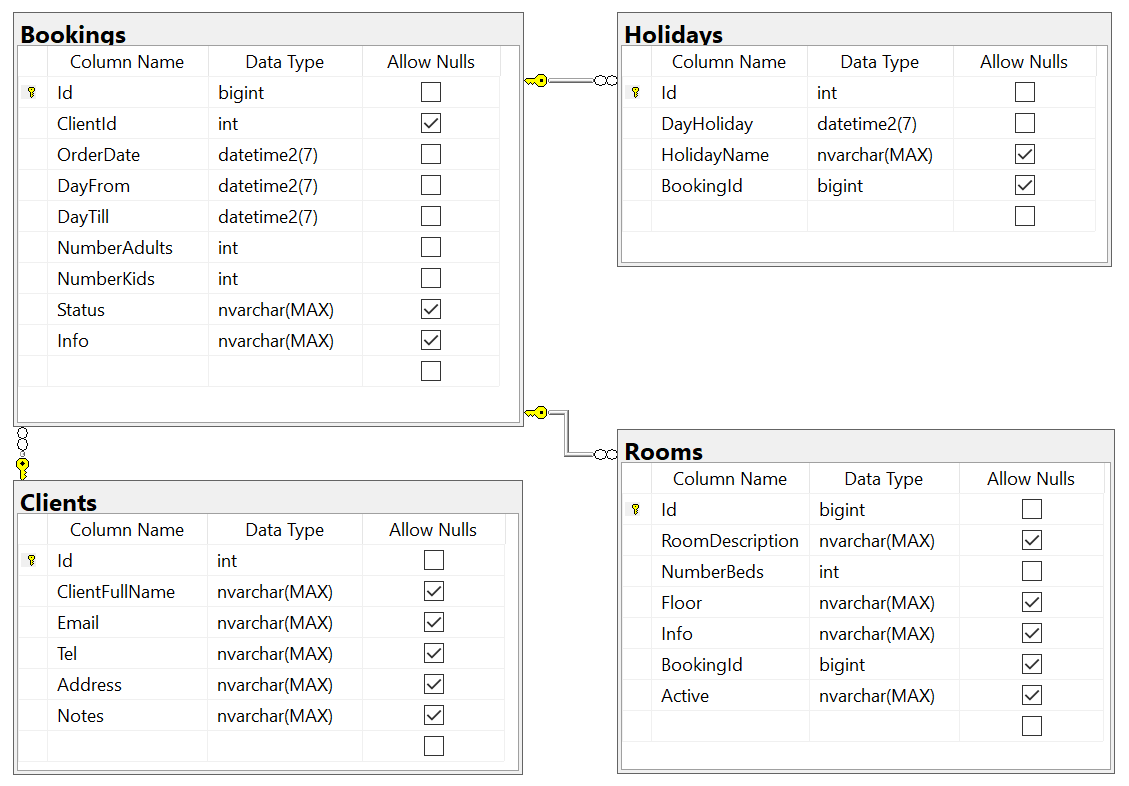 Bookings
Column Name Data Type Allow Nulls
Id bigint
ClientId int
OrderDate datetime2(7)
DayFrom datetime2(7)
DayTill datetime2(7)
NumberAdults int
NumberKids int
Status nvarchar(MAX)
Info nvarchar(MAX)
Holidays
Column Name Data Type Allow Nulls
Id int
DayHoliday datetime2(7)
HolidayName nvarchar(MAX)
BookingId bigint
Clients
Column Name Data Type Allow Nulls
Id int
ClientFullName nvarchar(MAX)
Email nvarchar(MAX)
Tel nvarchar(MAX)
Address nvarchar(MAX)
Notes nvarchar(MAX)
Rooms
Column Name Data Type Allow Nulls
Id bigint
RoomDescription nvarchar(MAX)
NumberBeds int
Floor nvarchar(MAX)
Info nvarchar(MAX)
BookingId bigint
Active nvarchar(MAX)